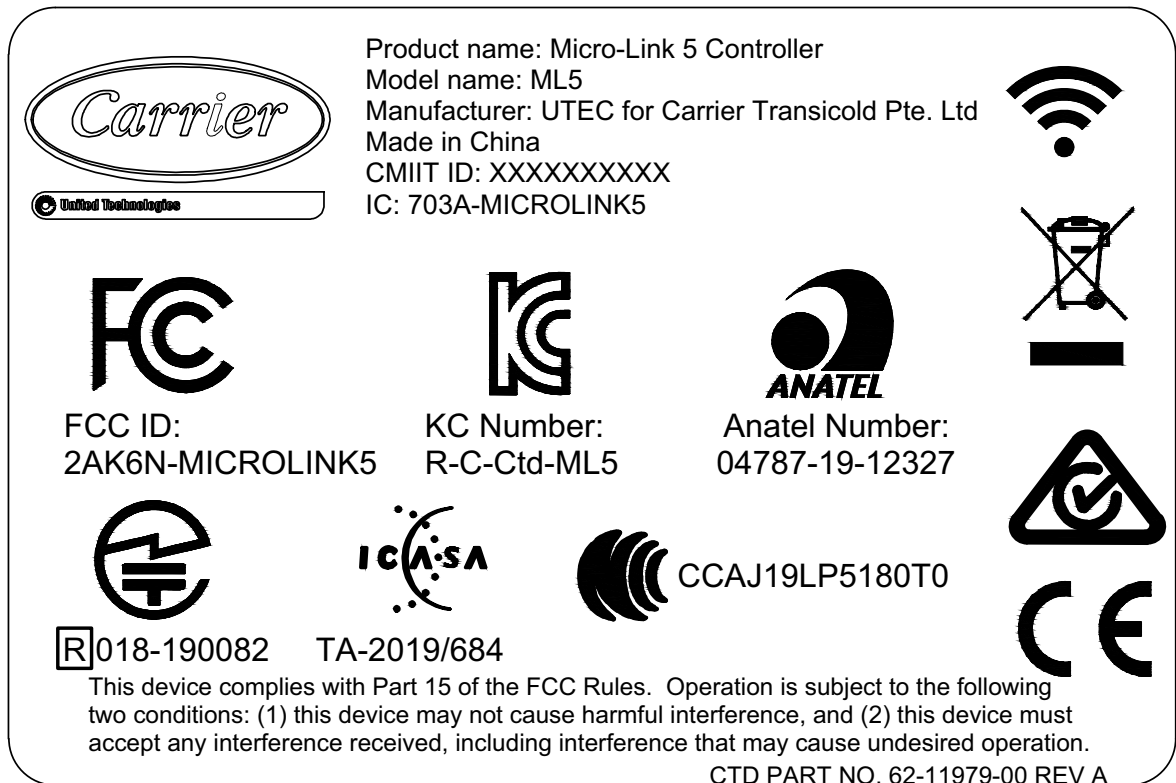 Carrier
United Technologies
Product name: Micro-Link 5 Controller
Model name: ML5
Manufacturer: UTEC for Carrier Transicold Pte. Ltd
Made in China
CMIIT ID: XXXXXXXXXX
IC: 703A-MICROLINK5
FC
KC
ANATEL
FCC ID:
2AK6N-MICROLINK5
KC Number:
R-C-Ctd-ML5
Anatel Number:
04787-19-12327
ICASA
CCAJ19LP5180T0
CE
R 018-190082
TA-2019/684
This device complies with Part 15 of the FCC Rules.  Operation is subject to the following
two conditions: (1) this device may not cause harmful interference, and (2) this device must
accept any interference received, including interference that may cause undesired operation.
CTD PART NO. 62-11979-00 REV A